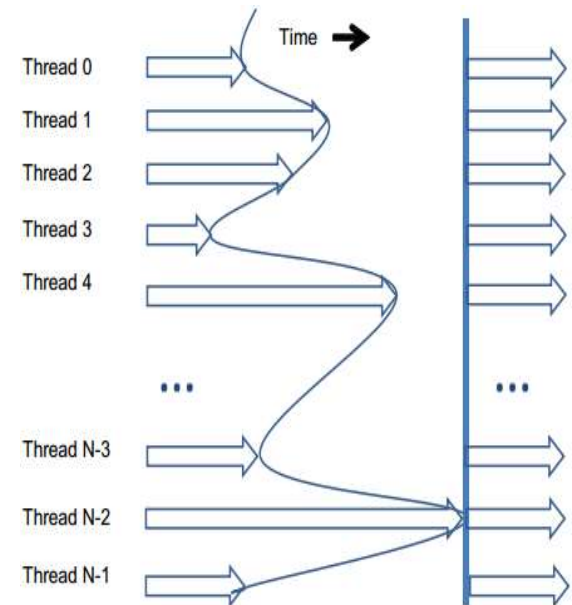 Time
Thread 0
Thread 1
Thread 2
Thread 3
Thread 4
... ...
Thread N-3
Thread N-2
Thread N-1